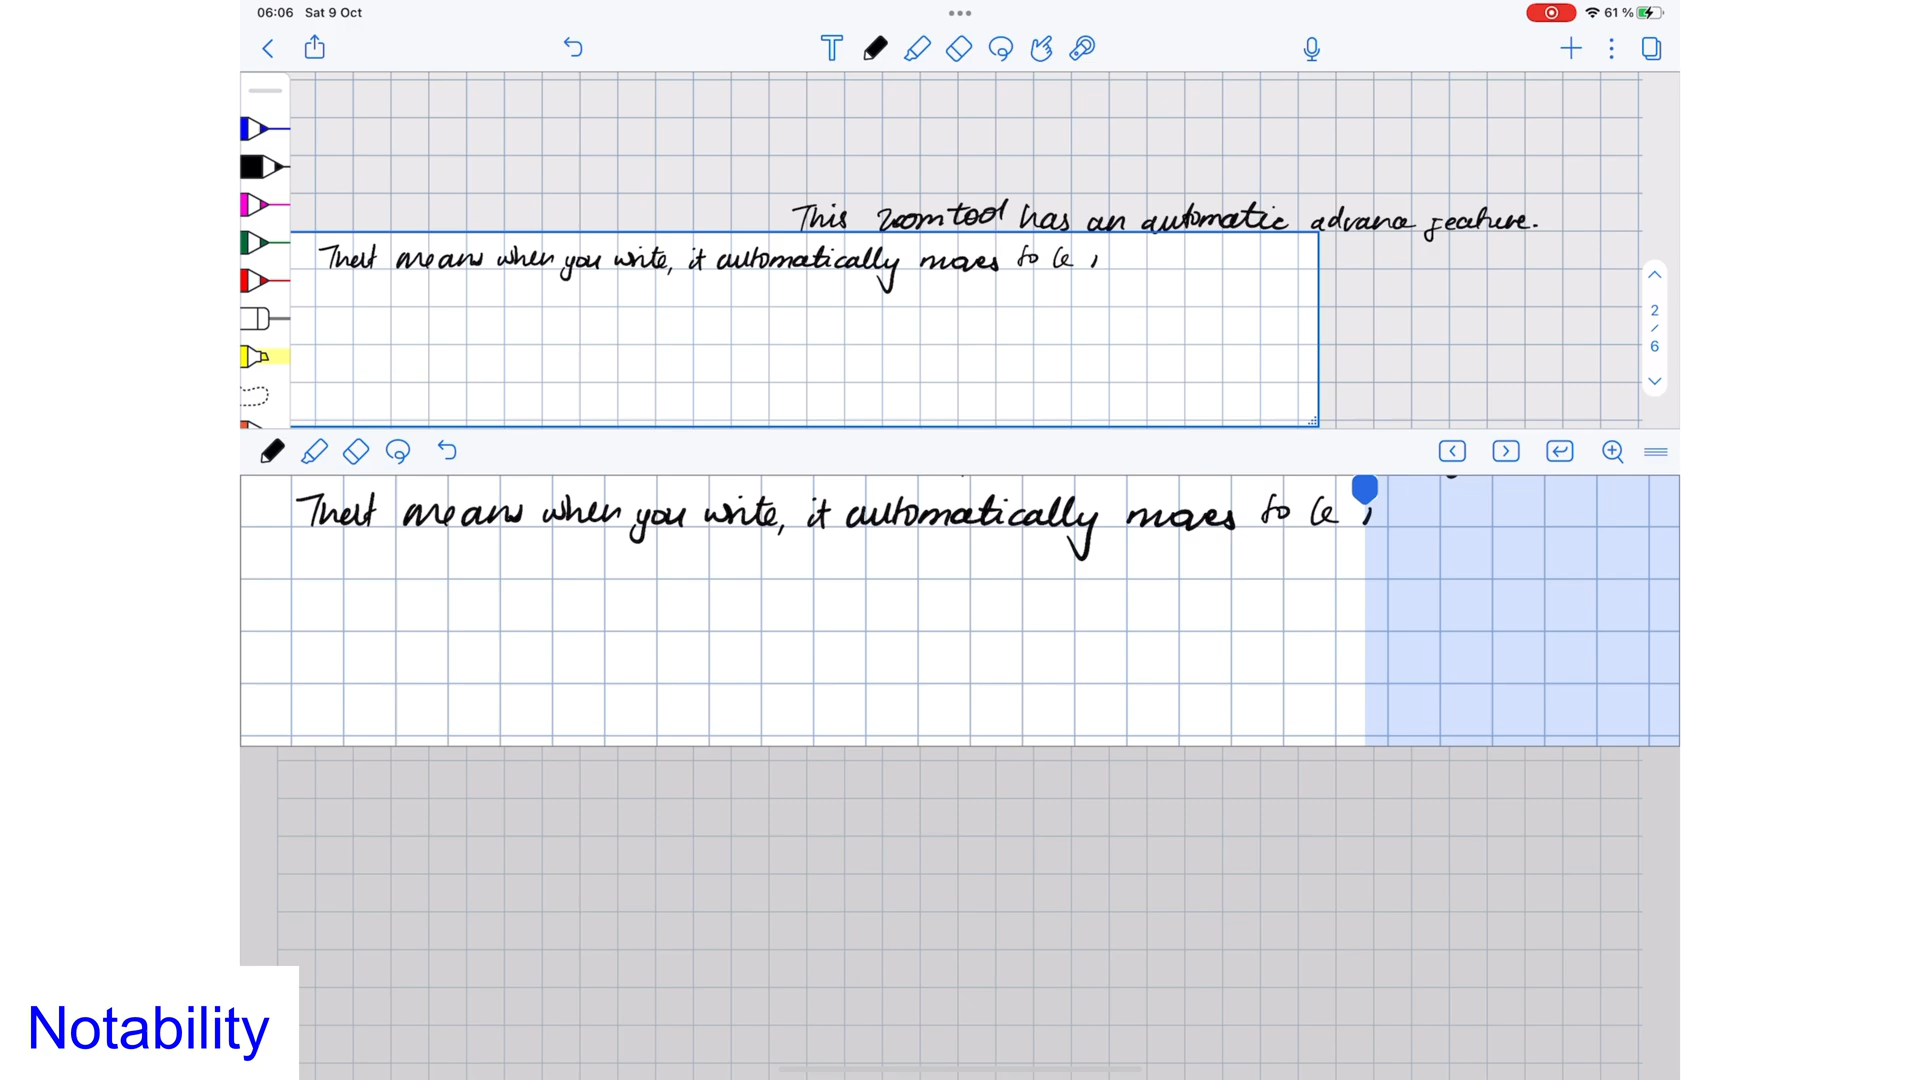 06:06 Sat 9 Oct
61 %
This zoom tool has an automatic advance feature.
That means when you write, it automatically moves to
2
/
6
That means when you write, it automatically moves to
Notability